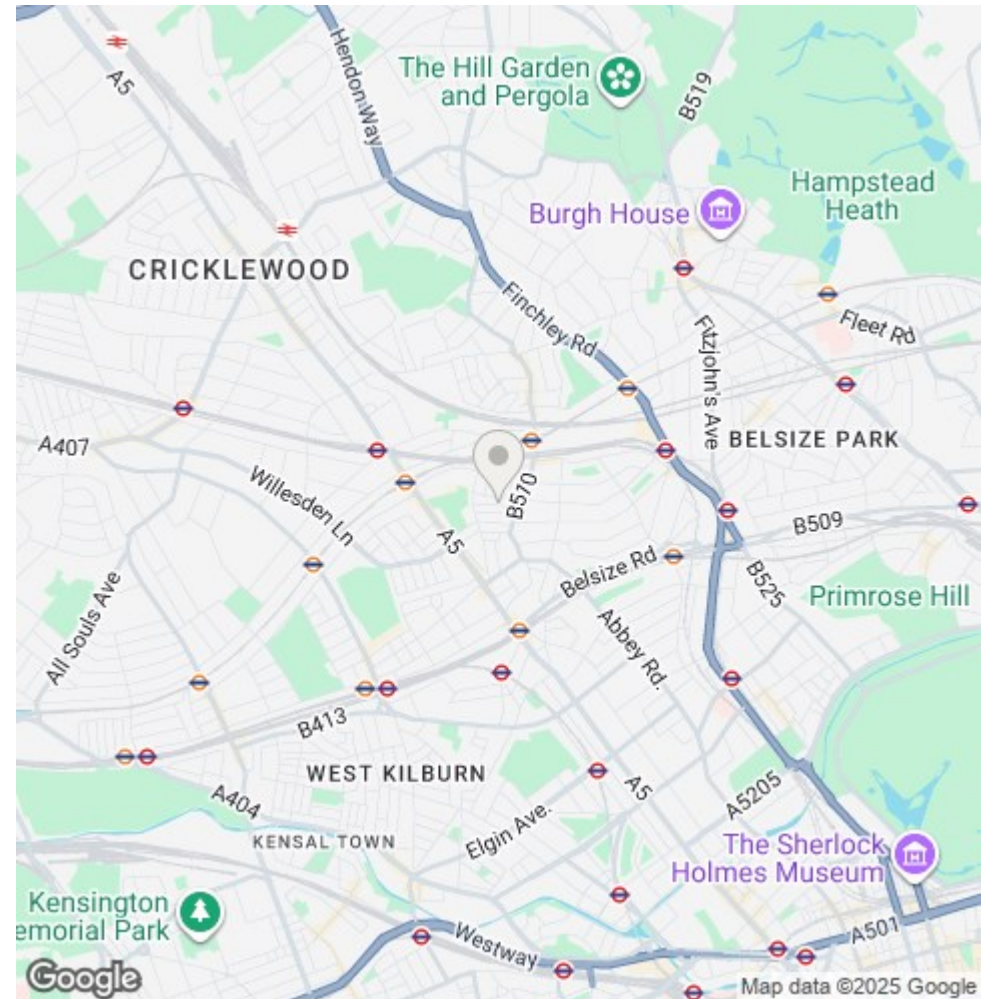 A5
Hendon Way
The Hill Garden
and Pergola
B519
Burgh House
Hampstead
Heath
CRICKLEWOOD
Finchley Rd
Fitzjohn's Ave
Fleet Rd
A407
BELSIZE PARK
Willesden Ln
B510
A5
B509
Belsize Rd
B525
Primrose Hill
All Souls Ave
Abbey Rd.
B413
WEST KILBURN
A5
A5205
A404
Elgin Ave.
KENSAL TOWN
The Sherlock
Holmes Museum
Kensington
emorial Park
Westway
A501
Google
Map data ©2025 Google